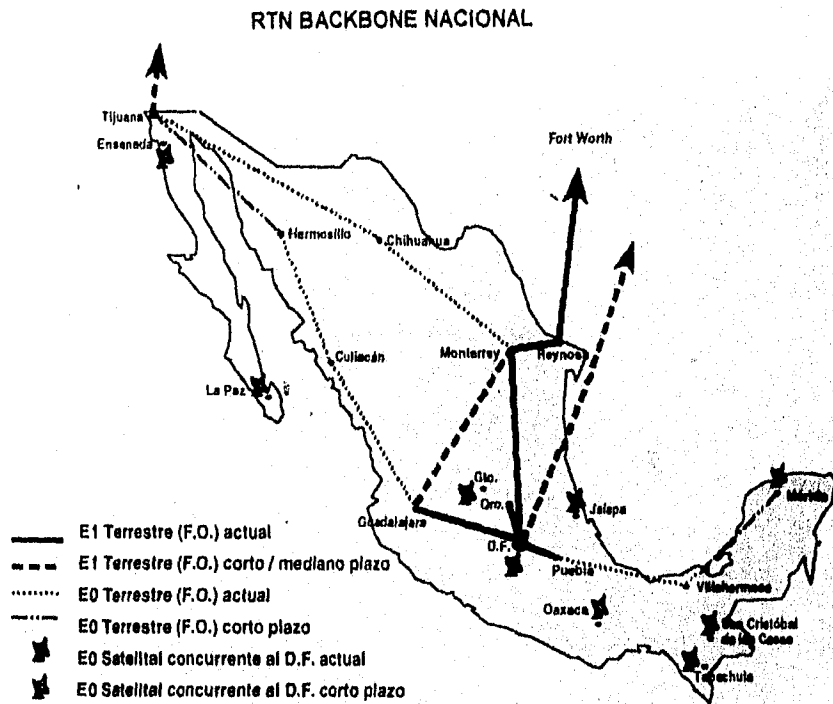 RTN BACKBONE NACIONAL
Tijuana
Ensenada
Fort Worth
Hermosillo
Chihuahua
Monterrey
Reynosa
Culiacán
La Paz
Gto.
Qro.
Mérida
Jalapa
Guadalajara
D.F.
Puebla
Villahermosa
Oaxaca
San Cristóbal
de las Casas
Tapachula
E1 Terrestre (F.O.) actual
E1 Terrestre (F.O.) corto / mediano plazo
E0 Terrestre (F.O.) actual
E0 Terrestre (F.O.) corto plazo
E0 Satelital concurrente al D.F. actual
E0 Satelital concurrente al D.F. corto plazo